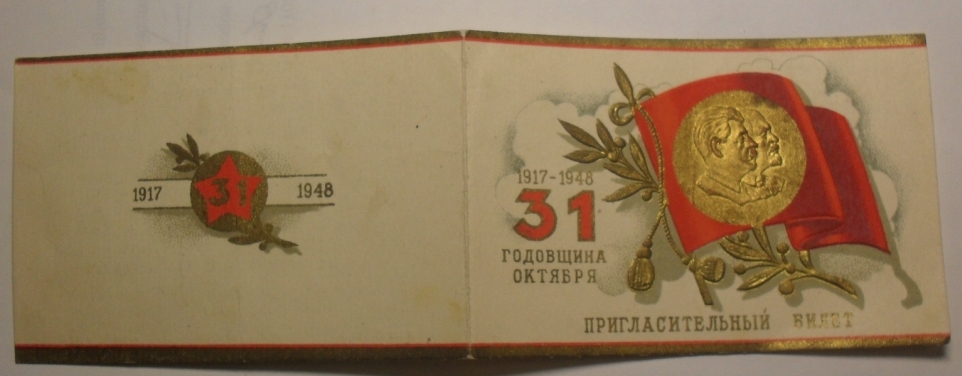 1917 31 1948
1917-1948
31
ГОДОВЩИНА
ОКТЯБРЯ
ПРИГЛАСИТЕЛЬНЫЙ БИЛЕТ